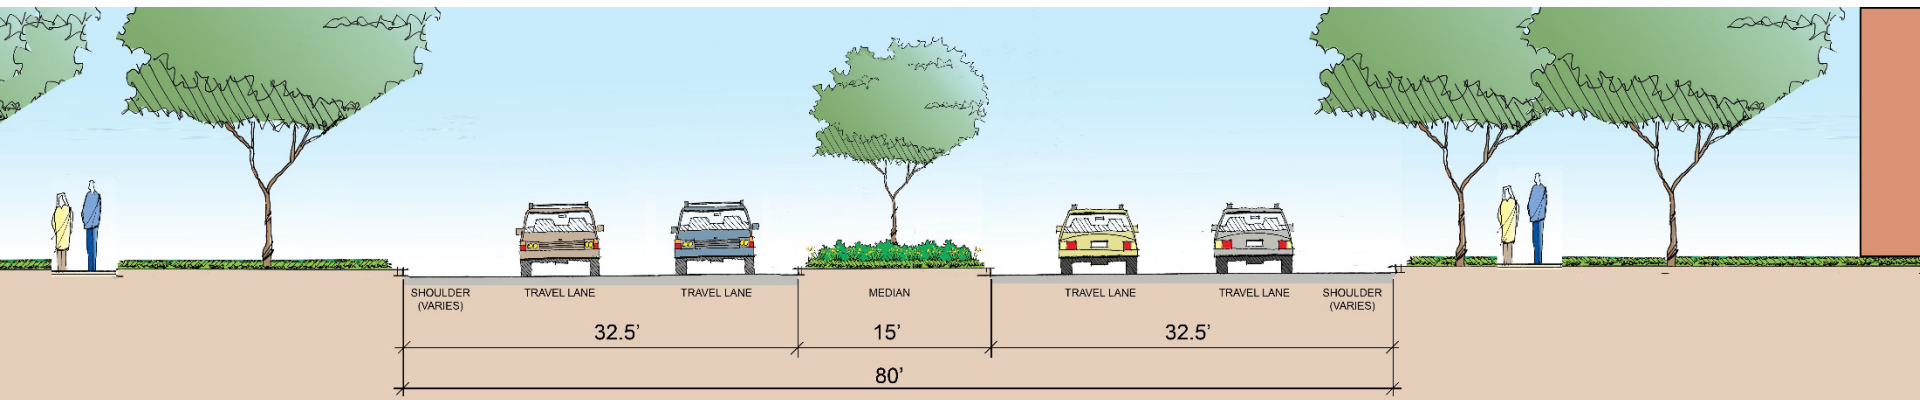 SHOULDER
(VARIES)
TRAVEL LANE
TRAVEL LANE
MEDIAN
TRAVEL LANE
TRAVEL LANE
SHOULDER
(VARIES)
32.5’
15’
32.5’
80’